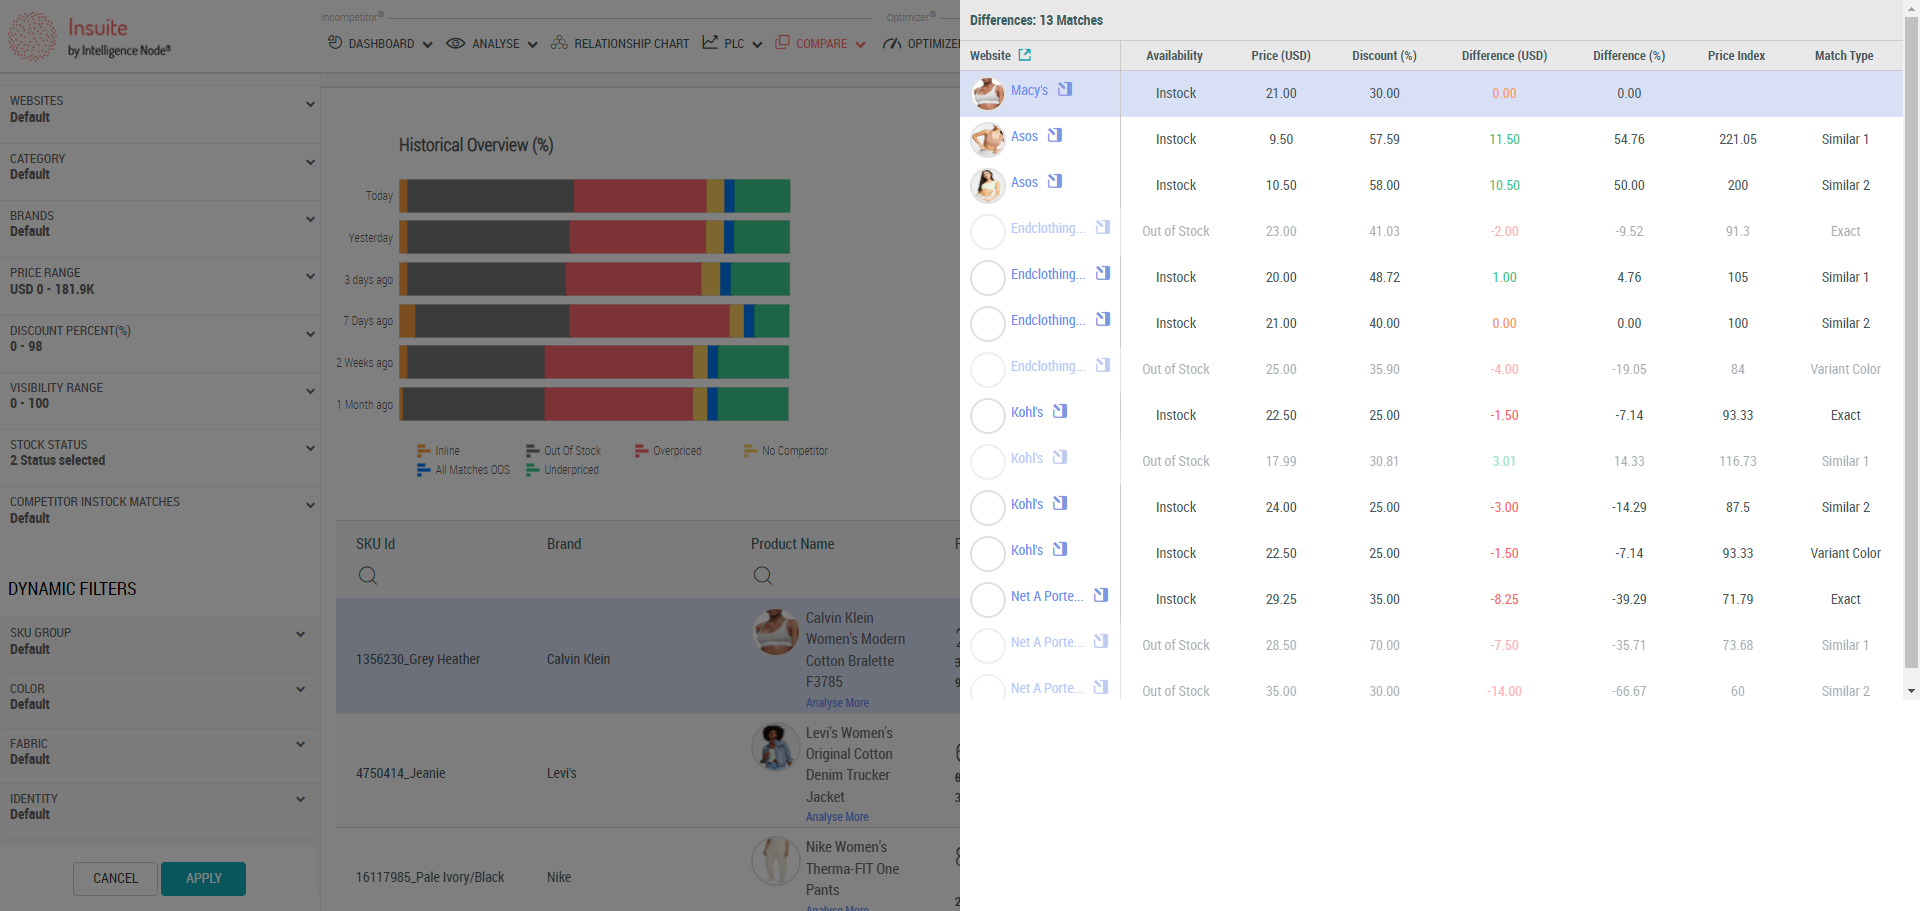 Insuite
by Intelligence Node®
Incompetitor®
Optimizer®
DASHBOARD
ANALYSE
RELATIONSHIP CHART
PLC
COMPARE
WEBSITES
Default
CATEGORY
Default
BRANDS
Default
PRICE RANGE
USD 0 - 181.9K
DISCOUNT PERCENT(%)
0 - 98
VISIBILITY RANGE
0 - 100
STOCK STATUS
2 Status selected
COMPETITOR INSTOCK MATCHES
Default
DYNAMIC FILTERS
SKU GROUP
Default
COLOR
Default
FABRIC
Default
IDENTITY
Default
CANCEL APPLY
Historical Overview (%)
Today
Yesterday
3 days ago
7 Days ago
2 Weeks ago
1 Month ago
Inline Out Of Stock Overpriced No Competitor
All Matches OOS Underpriced
SKU Id Brand Product Name
1356230_Grey Heather Calvin Klein
Calvin Klein
Women's Modern
Cotton Bralette
F3785
Analyse More
4750414_Jeanie Levi's
Levi's Women's
Original Cotton
Denim Trucker
Jacket
Analyse More
16117985_Pale Ivory/Black Nike
Nike Women's
Therma-FIT One
Pants
Analyse More
Differences: 13 Matches
Website Availability Price (USD) Discount (%) Difference (USD) Difference (%) Price Index Match Type
Macy's Instock 21.00 30.00 0.00 0.00
Asos Instock 9.50 57.59 11.50 54.76 221.05 Similar 1
Asos Instock 10.50 58.00 10.50 50.00 200 Similar 2
Endclothing... Out of Stock 23.00 41.03 -2.00 -9.52 91.3 Exact
Endclothing... Instock 20.00 48.72 1.00 4.76 105 Similar 1
Endclothing... Instock 21.00 40.00 0.00 0.00 100 Similar 2
Endclothing... Out of Stock 25.00 35.90 -4.00 -19.05 84 Variant Color
Kohl's Instock 22.50 25.00 -1.50 -7.14 93.33 Exact
Kohl's Out of Stock 17.99 30.81 3.01 14.33 116.73 Similar 1
Kohl's Instock 24.00 25.00 -3.00 -14.29 87.5 Similar 2
Kohl's Instock 22.50 25.00 -1.50 -7.14 93.33 Variant Color
Net A Porte... Instock 29.25 35.00 -8.25 -39.29 71.79 Exact
Net A Porte... Out of Stock 28.50 70.00 -7.50 -35.71 73.68 Similar 1
Net A Porte... Out of Stock 35.00 30.00 -14.00 -66.67 60 Similar 2